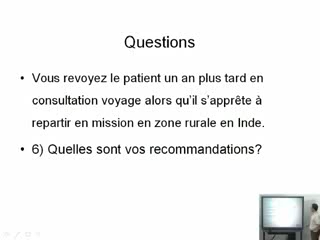 Questions
• Vous revoyez le patient un an plus tard en
consultation voyage alors qu'il s'apprête à
repartir en mission en zone rurale en Inde.
• 6) Quelles sont vos recommandations?